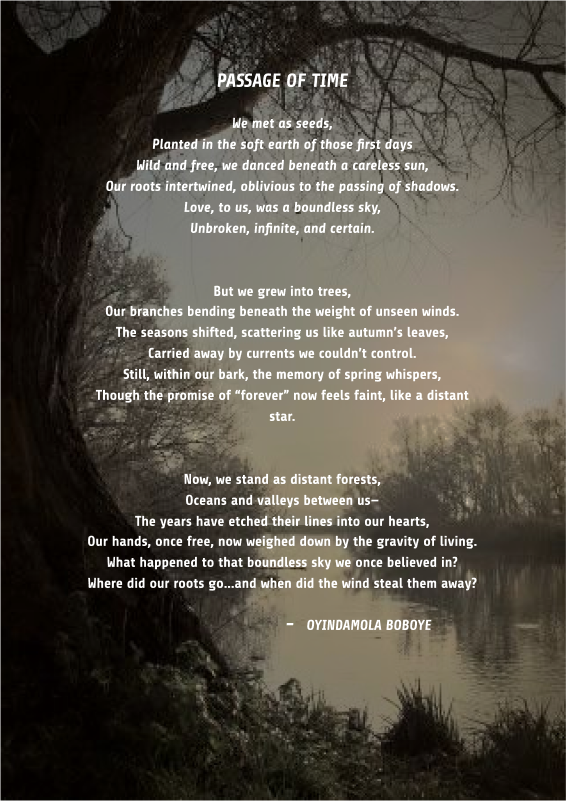 PASSAGE OF TIME
We met as seeds,
Planted in the soft earth of those first days
Wild and free, we danced beneath a careless sun,
Our roots intertwined, oblivious to the passing of shadows.
Love, to us, was a boundless sky,
Unbroken, infinite, and certain.
But we grew into trees,
Our branches bending beneath the weight of unseen winds.
The seasons shifted, scattering us like autumn’s leaves,
Carried away by currents we couldn’t control.
Still, within our bark, the memory of spring whispers,
Though the promise of “forever” now feels faint, like a distant
star.
Now, we stand as distant forests,
Oceans and valleys between us—
The years have etched their lines into our hearts,
Our hands, once free, now weighed down by the gravity of living.
What happened to that boundless sky we once believed in?
Where did our roots go...and when did the wind steal them away?
– OYINDAMOLA BOBOYE